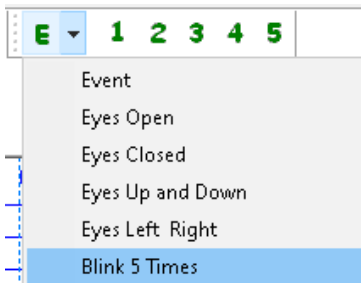 E 1 2 3 4 5
Event
Eyes Open
Eyes Closed
Eyes Up and Down
Eyes Left Right
Blink 5 Times